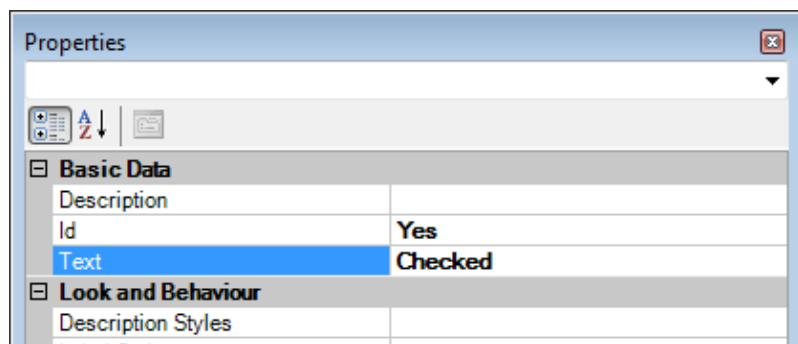 Properties
A
Z
Basic Data
Description
Id Yes
Text Checked
Look and Behaviour
Description Styles